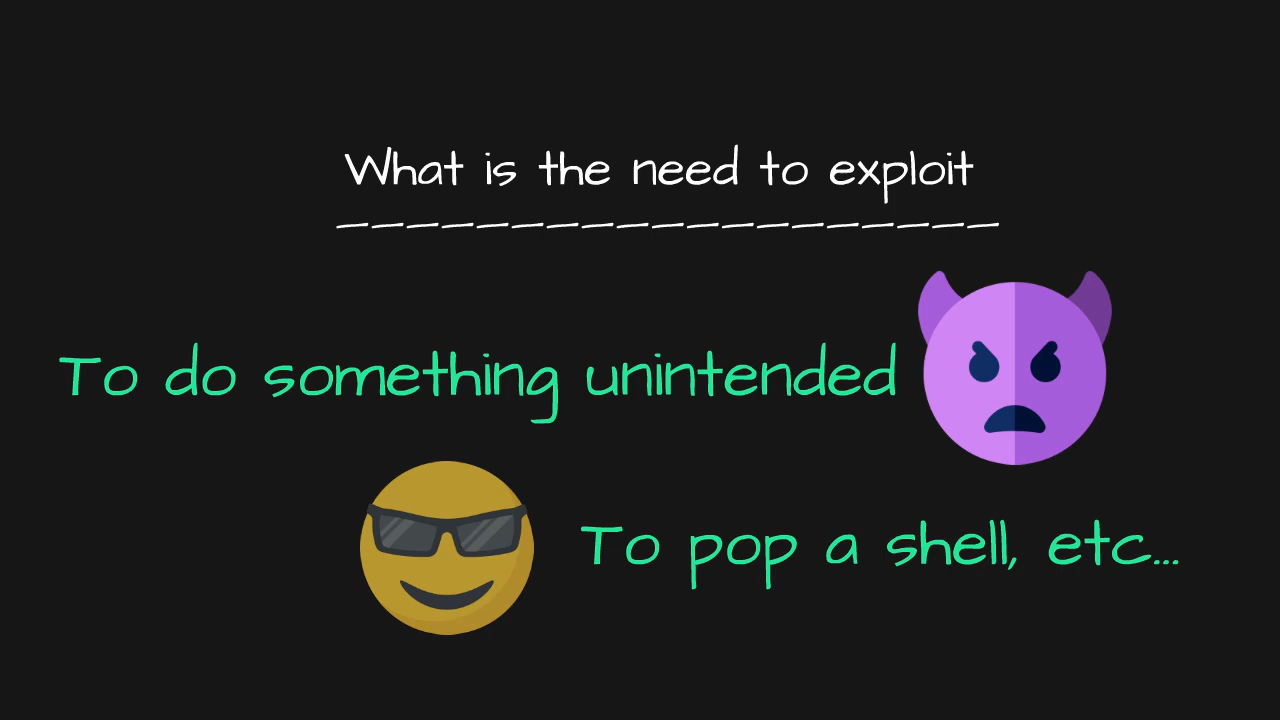 What is the need to exploit
To do something unintended
To pop a shell, etc...